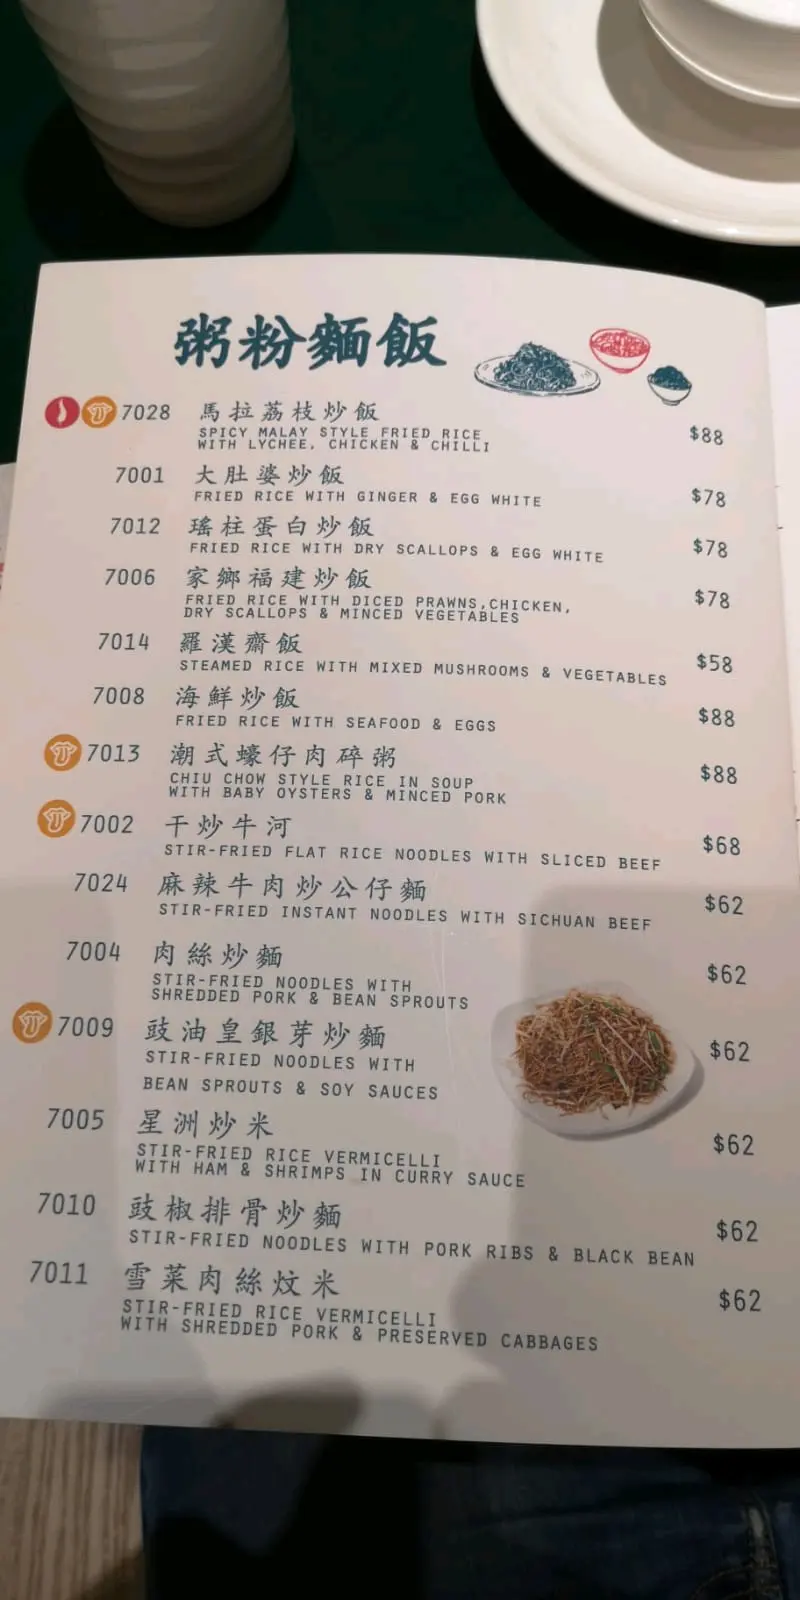 粥粉麵飯
7028 馬拉荔枝炒飯
SPICY MALAY STYLE FRIED RICE
WITH LYCHEE, CHICKEN & CHILLI $88
7001 大肚婆炒飯
FRIED RICE WITH GINGER & EGG WHITE $78
7012 瑤柱蛋白炒飯
FRIED RICE WITH DRY SCALLOPS & EGG WHITE $78
7006 家鄉福建炒飯
FRIED RICE WITH DICED PRAWNS,CHICKEN,
DRY SCALLOPS & MINCED VEGETABLES $78
7014 羅漢齋飯
STEAMED RICE WITH MIXED MUSHROOMS & VEGETABLES $58
7008 海鮮炒飯
FRIED RICE WITH SEAFOOD & EGGS $88
7013 潮式蠔仔肉碎粥
CHIU CHOW STYLE RICE IN SOUP
WITH BABY OYSTERS & MINCED PORK $88
7002 干炒牛河
STIR-FRIED FLAT RICE NOODLES WITH SLICED BEEF $68
7024 麻辣牛肉炒公仔麵
STIR-FRIED INSTANT NOODLES WITH SICHUAN BEEF $62
7004 肉絲炒麵
STIR-FRIED NOODLES WITH
SHREDDED PORK & BEAN SPROUTS $62
7009 豉油皇銀芽炒麵
STIR-FRIED NOODLES WITH
BEAN SPROUTS & SOY SAUCES $62
7005 星洲炒米
STIR-FRIED RICE VERMICELLI
WITH HAM & SHRIMPS IN CURRY SAUCE $62
7010 豉椒排骨炒麵
STIR-FRIED NOODLES WITH PORK RIBS & BLACK BEAN $62
7011 雪菜肉絲炆米
STIR-FRIED RICE VERMICELLI
WITH SHREDDED PORK & PRESERVED CABBAGES $62